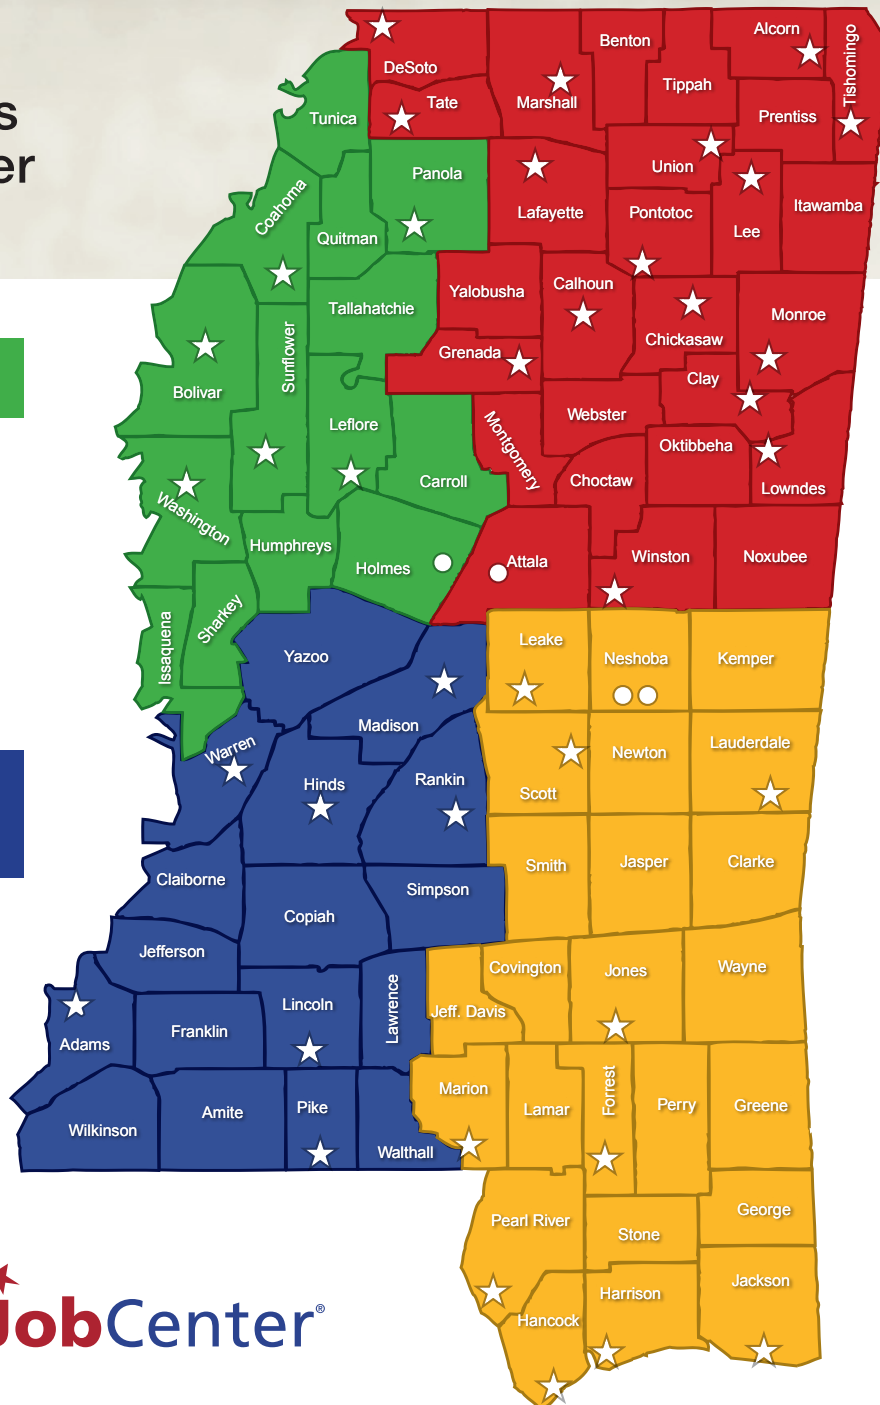 s
er
DeSoto
Tate
Marshall
Benton
Tippah
Alcorn
Tishomingo
Prentiss
Tunica
Panola
Coahoma
Quitman
Lafayette
Union
Pontotoc
Lee
Itawamba
Tallahatchie
Yalobusha
Calhoun
Chickasaw
Monroe
Bolivar
Sunflower
Grenada
Clay
Leflore
Carroll
Montgomery
Webster
Choctaw
Oktibbeha
Lowndes
Washington
Humphreys
Holmes
Attala
Winston
Noxubee
Issaquena
Sharkey
Yazoo
Leake
Neshoba
Kemper
Madison
Warren
Hinds
Rankin
Scott
Newton
Lauderdale
Claiborne
Copiah
Simpson
Smith
Jasper
Clarke
Jefferson
Lawrence
Covington
Jones
Wayne
Adams
Franklin
Lincoln
Jeff. Davis
Wilkinson
Amite
Pike
Walthall
Marion
Lamar
Forrest
Perry
Greene
Pearl River
Stone
George
Hancock
Harrison
Jackson
JobCenter®